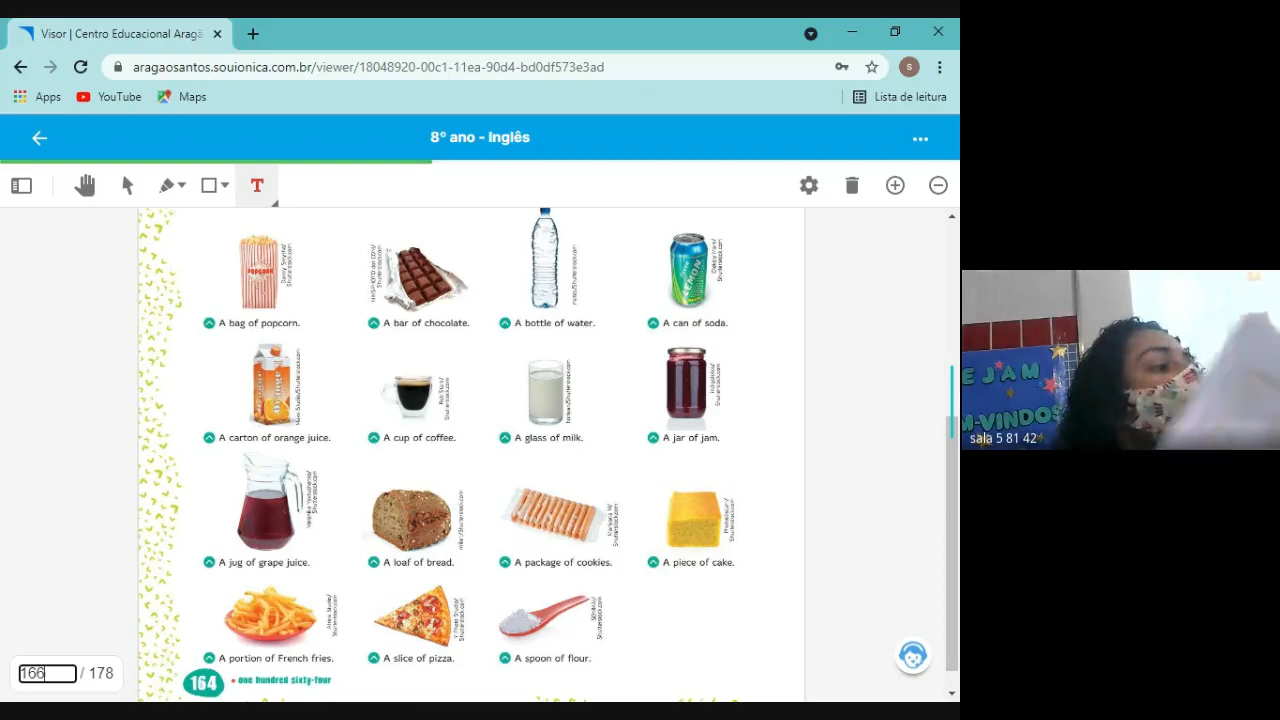 Visor | Centro Educacional Aragã
aragaosantos.souionica.com.br/viewer/18048920-00c1-11ea-90d4-bd0df573e3ad
S
Apps YouTube Maps Lista de leitura
8º ano - Inglês
T
POPCORN
LEMON
A bag of popcorn. A bar of chocolate. A bottle of water. A can of soda.
A carton of orange juice. A cup of coffee. A glass of milk. A jar of jam.
A jug of grape juice. A loaf of bread. A package of cookies. A piece of cake.
A portion of French fries. A slice of pizza. A spoon of flour.
166 / 178
164 • one hundred sixty-four
EJAM
M-VINDOS
sala 5 81 42